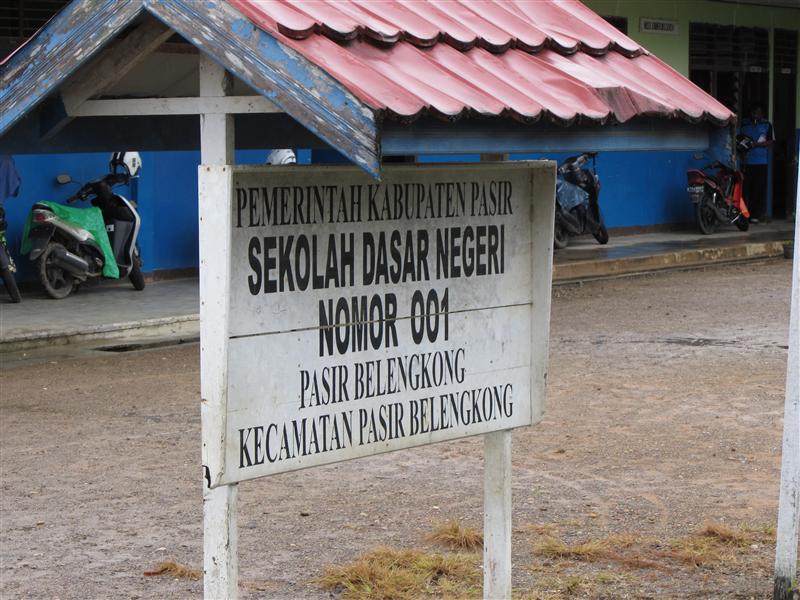 PEMERINTAH KABUPATEN PASIR
SEKOLAH DASAR NEGERI
NOMOR 001
PASIR BELENGKONG
KECAMATAN PASIR BELENGKONG